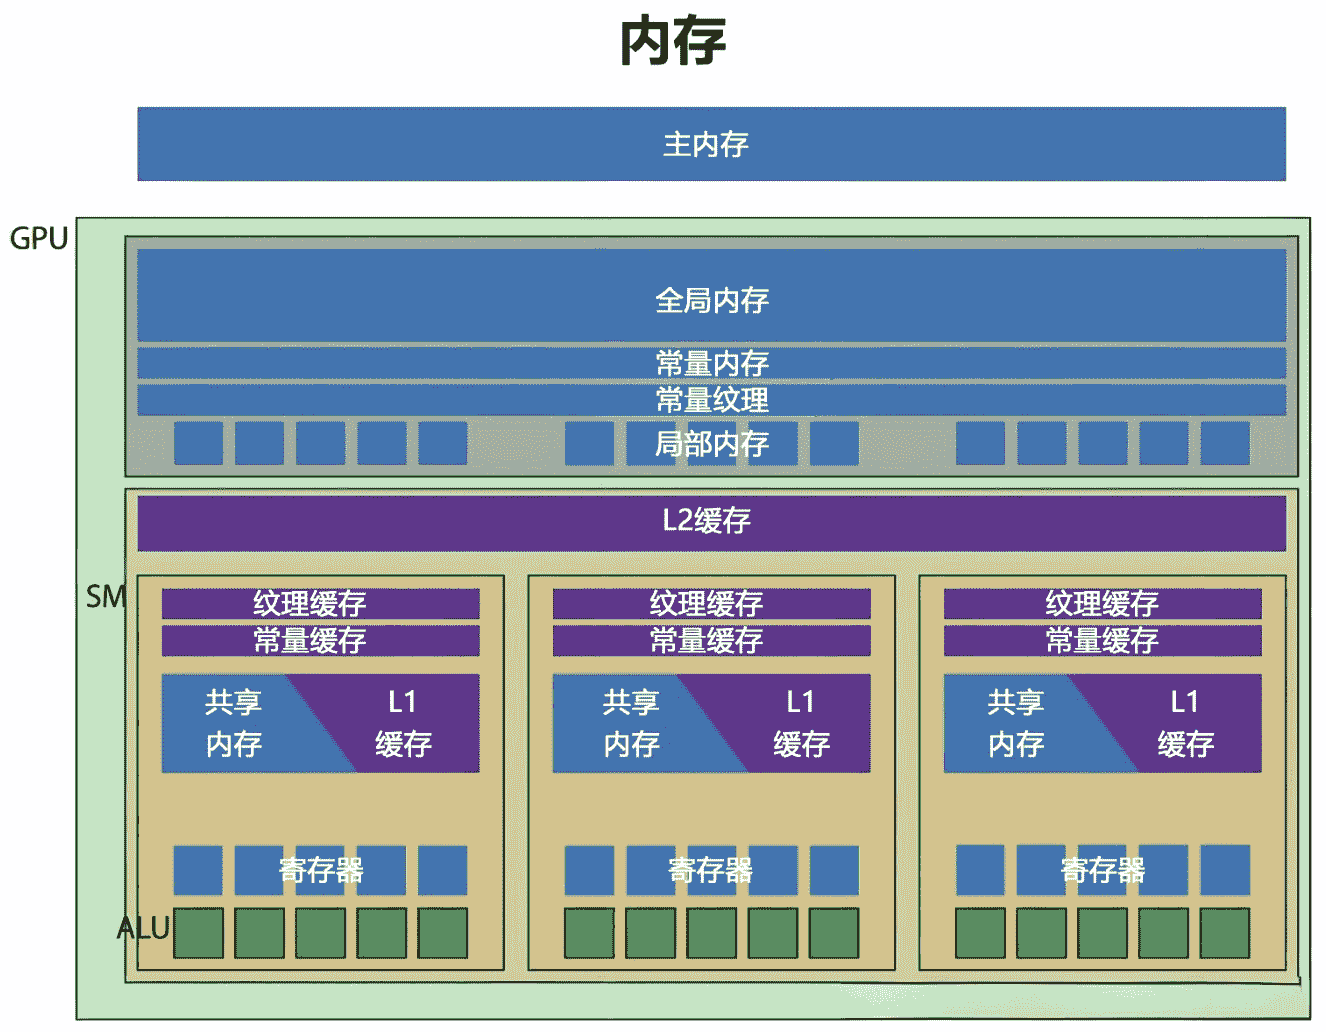 内存
主内存
GPU
全局内存
常量内存
常量纹理
局部内存
L2缓存
SM
纹理缓存
纹理缓存
纹理缓存
常量缓存
常量缓存
常量缓存
共享
内存
L1
缓存
共享
内存
L1
缓存
共享
内存
L1
缓存
寄存器
寄存器
寄存器
ALU